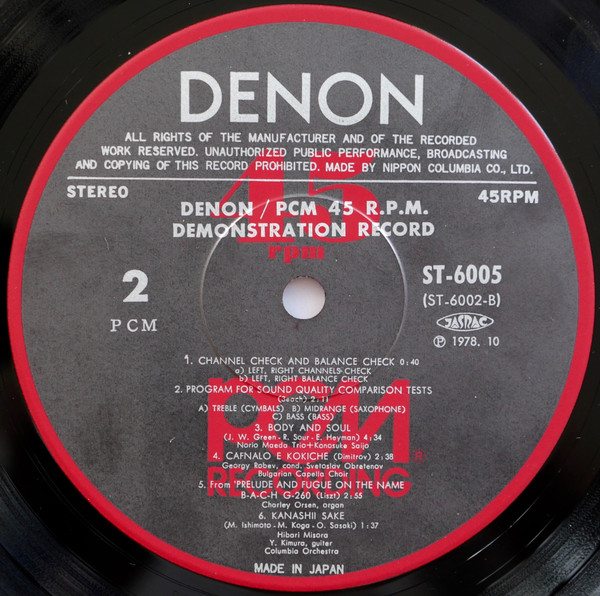 DENON
ALL RIGHTS OF THE MANUFACTURER AND OF THE RECORDED
WORK RESERVED. UNAUTHORIZED PUBLIC PERFORMANCE, BROADCASTING
AND COPYING OF THIS RECORD PROHIBITED. MADE BY NIPPON COLUMBIA CO., LTD.
STEREO
45RPM
45
rpm
DENON / PCM 45 R.P.M.
DEMONSTRATION RECORD
2
PCM
ST-6005
(ST-6002-B)
JASRAC
Ⓟ 1978. 10
1. CHANNEL CHECK AND BALANCE CHECK 0:40
a) LEFT, RIGHT CHANNELS CHECK
b) LEFT, RIGHT BALANCE CHECK
2. PROGRAM FOR SOUND QUALITY COMPARISON TESTS
(3each) 2:11
A) TREBLE (CYMBALS) B) MIDRANGE (SAXOPHONE)
C) BASS (BASS)
3. BODY AND SOUL
(J. W. Green - R. Sour - E. Heyman) 4:34
Norio Maeda Trio+Konosuke Saijo
4. CAFNALO E KOKICHE (Dimitrov) 2:38
Georgy Robev, cond. Svetoslav Obretenov
Bulgarian Capella Choir
5. From 'PRELUDE AND FUGUE ON THE NAME
B-A-C-H G-260 (Liszt) 2:55
Chorley Orsen, organ
6. KANASHII SAKE
(M. Ishimoto - M. Koga - O. Sasaki) 1:37
Hibari Misora
Y. Kimura, guiter
Columbia Orchestra
PCM
RECORDING
MADE IN JAPAN